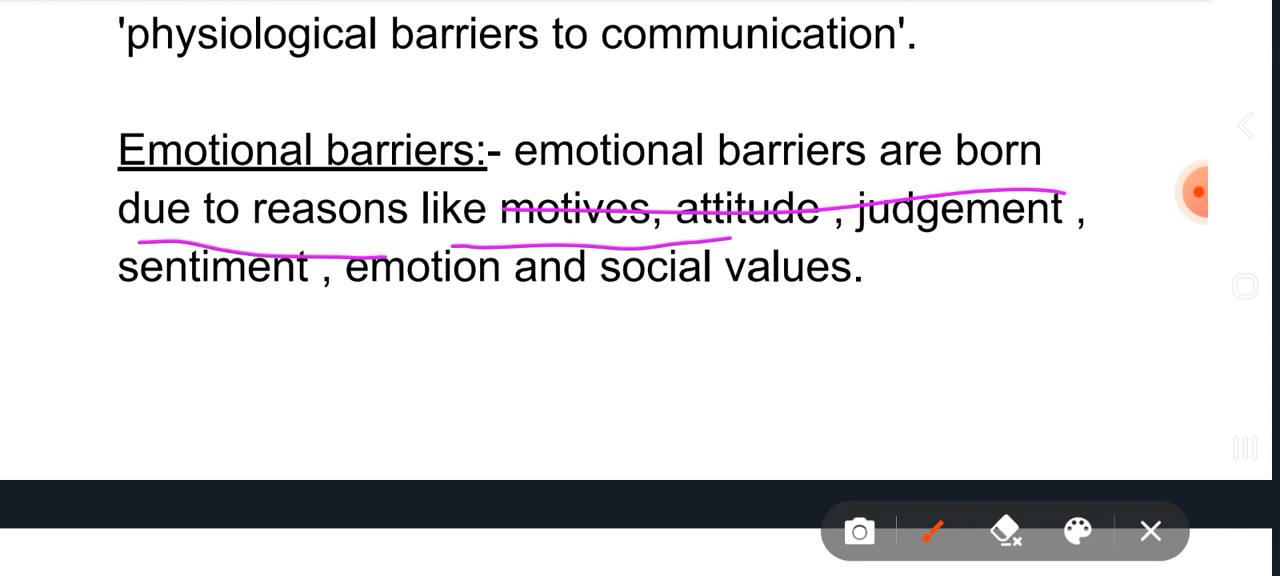 'physiological barriers to communication'.
Emotional barriers:- emotional barriers are born
due to reasons like motives, attitude , judgement ,
sentiment , emotion and social values.